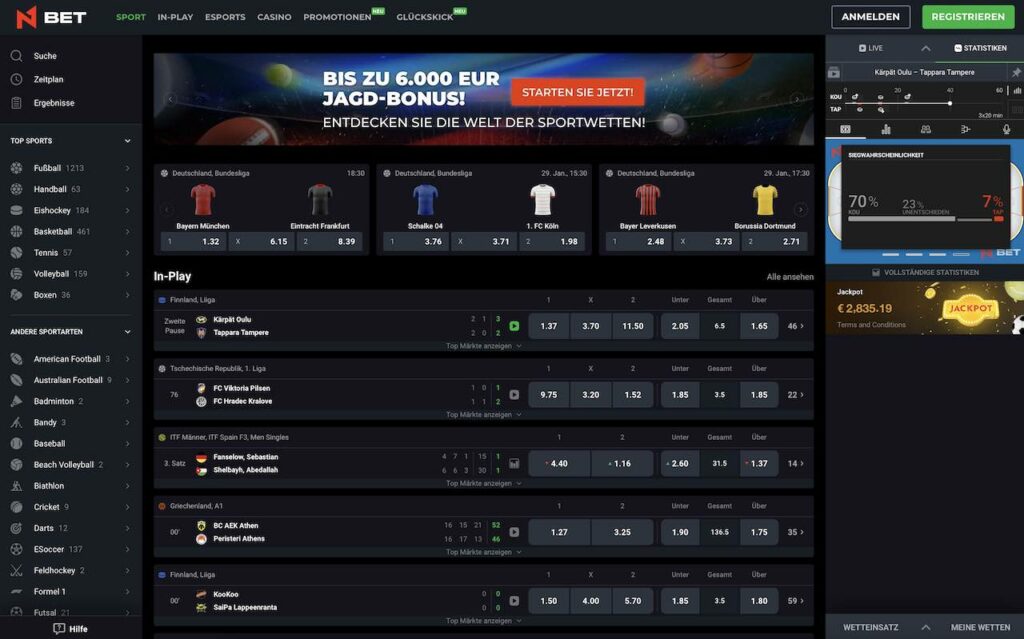 N BET
SPORT IN-PLAY ESPORTS CASINO PROMOTIONEN NEU GLÜCKSKICK NEU
ANMELDEN REGISTRIEREN
Suche
Zeitplan
Ergebnisse
TOP SPORTS
Fußball 1213
Handball 63
Eishockey 184
Basketball 461
Tennis 57
Volleyball 159
Boxen 36
ANDERE SPORTARTEN
American Football 3
Australian Football 9
Badminton 2
Bandy 3
Baseball
Beach Volleyball 2
Biathlon
Cricket 9
Darts 12
ESoccer 137
Feldhockey 2
Formel 1
Futsal 21
Hilfe
BIS ZU 6.000 EUR
JAGD-BONUS!
STARTEN SIE JETZT!
ENTDECKEN SIE DIE WELT DER SPORTWETTEN!
Deutschland, Bundesliga 18:30
Bayern München Eintracht Frankfurt
1 1.32 X 6.15 2 8.39
Deutschland, Bundesliga 29. Jan., 15:30
Schalke 04 1. FC Köln
1 3.76 X 3.71 2 1.98
Deutschland, Bundesliga 29. Jan., 17:30
Bayer Leverkusen Borussia Dortmund
1 2.48 X 3.73 2 2.71
In-Play Alle ansehen
Finnland, Liiga 1 X 2 Unter Gesamt Über
Zweite Pause
Kärpät Oulu 2 1 3
Tappara Tampere 2 0 2
1.37 3.70 11.50 2.05 6.5 1.65 46
Top Märkte anzeigen
Tschechische Republik, 1. Liga 1 X 2 Unter Gesamt Über
76
FC Viktoria Pilsen 1 0 1
FC Hradec Kralove 1 1 2
9.75 3.20 1.52 1.85 3.5 1.85 22
Top Märkte anzeigen
ITF Männer, ITF Spain F3, Men Singles 1 2 Unter Gesamt Über
3. Satz
Fanselow, Sebastian 4 7 1 15 1
Shelbayh, Abedallah 6 6 3 30 1
4.40 1.16 2.60 31.5 1.37 14
Top Märkte anzeigen
Griechenland, A1 1 2 Unter Gesamt Über
00'
BC AEK Athen 16 15 21 52
Peristeri Athens 16 17 13 46
1.27 3.25 1.90 136.5 1.75 35
Top Märkte anzeigen
Finnland, Liiga 1 X 2 Unter Gesamt Über
00'
KooKoo 0 0
SaiPa Lappeenranta 0 0
1.50 4.00 5.70 1.85 3.5 1.80 59
Top Märkte anzeigen
LIVE STATISTIKEN
Kärpät Oulu – Tappara Tampere
0 20 40 60
KOU
TAP
3x20 min
SIEGWAHRSCHEINLICHKEIT
70% 23% 7%
KOU UNENTSCHIEDEN TAP
N BET
VOLLSTÄNDIGE STATISTIKEN
Jackpot
€ 2,835.19
Terms and Conditions
JACKPOT
WETTEINSATZ MEINE WETTEN